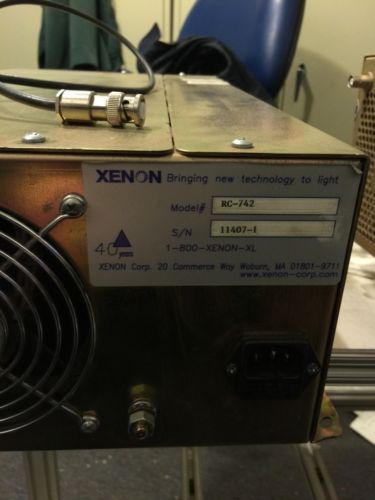 XENON Bringing new technology to light
Model# RC-742
S/N 11407-1
40 years
1-800-XENON-XL
XENON Corp. 20 Commerce Way Woburn, MA 01801-9711
www.xenon-corp.com